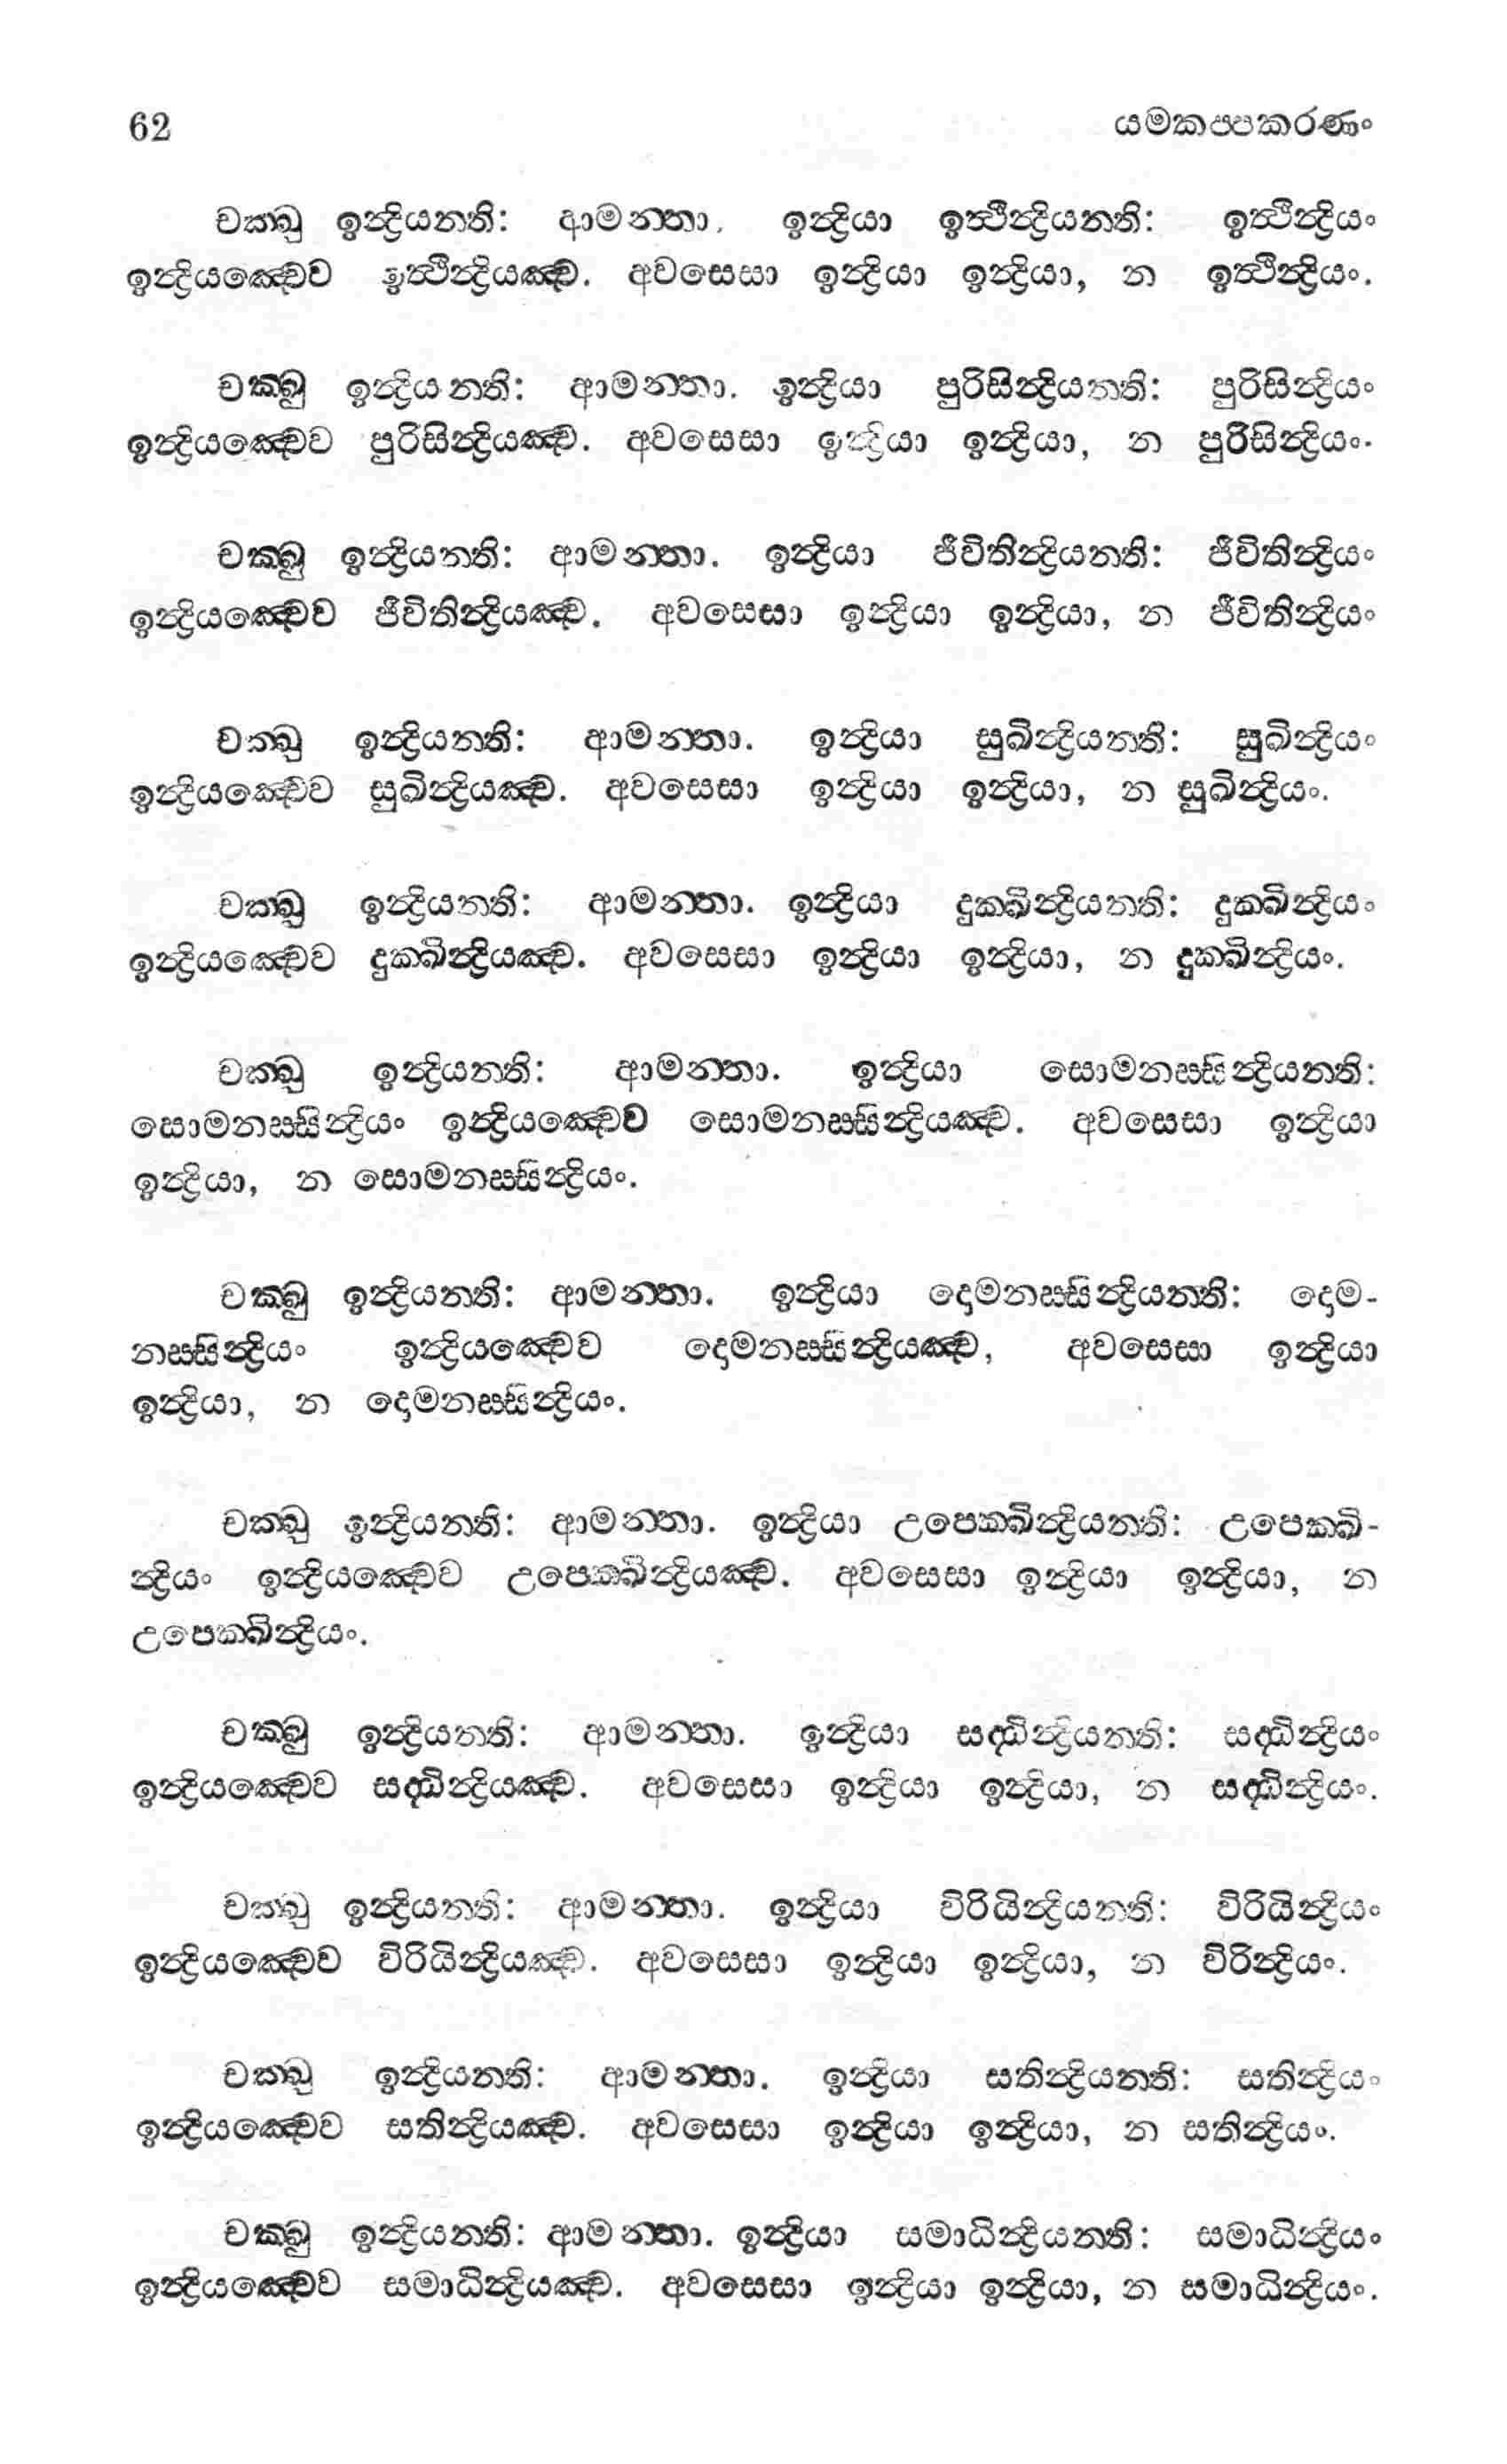 62 යමකප්පකරණං
චක්ඛු ඉන්ද්‍රියන්ති: ආමන්තා. ඉන්ද්‍රියා ඉත්ථින්ද්‍රියන්ති: ඉත්ථින්ද්‍රියං
ඉන්ද්‍රියඤ්චෙව ඉත්ථින්ද්‍රියඤ්ච. අවසෙසා ඉන්ද්‍රියා ඉන්ද්‍රියා, න ඉත්ථින්ද්‍රියං.
චක්ඛු ඉන්ද්‍රියන්ති: ආමන්තා. ඉන්ද්‍රියා පුරිසින්ද්‍රියන්ති: පුරිසින්ද්‍රියං
ඉන්ද්‍රියඤ්චෙව පුරිසින්ද්‍රියඤ්ච. අවසෙසා ඉන්ද්‍රියා ඉන්ද්‍රියා, න පුරිසින්ද්‍රියං.
චක්ඛු ඉන්ද්‍රියන්ති: ආමන්තා. ඉන්ද්‍රියා ජීවිතින්ද්‍රියන්ති: ජීවිතින්ද්‍රියං
ඉන්ද්‍රියඤ්චෙව ජීවිතින්ද්‍රියඤ්ච. අවසෙසා ඉන්ද්‍රියා ඉන්ද්‍රියා, න ජීවිතින්ද්‍රියං
චක්ඛු ඉන්ද්‍රියන්ති: ආමන්තා. ඉන්ද්‍රියා සුඛින්ද්‍රියන්ති: සුඛින්ද්‍රියං
ඉන්ද්‍රියඤ්චෙව සුඛින්ද්‍රියඤ්ච. අවසෙසා ඉන්ද්‍රියා ඉන්ද්‍රියා, න සුඛින්ද්‍රියං.
චක්ඛු ඉන්ද්‍රියන්ති: ආමන්තා. ඉන්ද්‍රියා දුක්ඛින්ද්‍රියන්ති: දුක්ඛින්ද්‍රියං
ඉන්ද්‍රියඤ්චෙව දුක්ඛින්ද්‍රියඤ්ච. අවසෙසා ඉන්ද්‍රියා ඉන්ද්‍රියා, න දුක්ඛින්ද්‍රියං.
චක්ඛු ඉන්ද්‍රියන්ති: ආමන්තා. ඉන්ද්‍රියා සොමනස්සින්ද්‍රියන්ති:
සොමනස්සින්ද්‍රියං ඉන්ද්‍රියඤ්චෙව සොමනස්සින්ද්‍රියඤ්ච. අවසෙසා ඉන්ද්‍රියා
ඉන්ද්‍රියා, න සොමනස්සින්ද්‍රියං.
චක්ඛු ඉන්ද්‍රියන්ති: ආමන්තා. ඉන්ද්‍රියා දොමනස්සින්ද්‍රියන්ති: දොම-
නස්සින්ද්‍රියං ඉන්ද්‍රියඤ්චෙව දොමනස්සින්ද්‍රියඤ්ච, අවසෙසා ඉන්ද්‍රියා
ඉන්ද්‍රියා, න දොමනස්සින්ද්‍රියං.
චක්ඛු ඉන්ද්‍රියන්ති: ආමන්තා. ඉන්ද්‍රියා උපෙක්ඛින්ද්‍රියන්ති: උපෙක්ඛි-
න්ද්‍රියං ඉන්ද්‍රියඤ්චෙව උපෙක්ඛින්ද්‍රියඤ්ච. අවසෙසා ඉන්ද්‍රියා ඉන්ද්‍රියා, න
උපෙක්ඛින්ද්‍රියං.
චක්ඛු ඉන්ද්‍රියන්ති: ආමන්තා. ඉන්ද්‍රියා සද්ධින්ද්‍රියන්ති: සද්ධින්ද්‍රියං
ඉන්ද්‍රියඤ්චෙව සද්ධින්ද්‍රියඤ්ච. අවසෙසා ඉන්ද්‍රියා ඉන්ද්‍රියා, න සද්ධින්ද්‍රියං.
චක්ඛු ඉන්ද්‍රියන්ති: ආමන්තා. ඉන්ද්‍රියා විරියින්ද්‍රියන්ති: විරියින්ද්‍රියං
ඉන්ද්‍රියඤ්චෙව විරියින්ද්‍රියඤ්ච. අවසෙසා ඉන්ද්‍රියා ඉන්ද්‍රියා, න විරින්ද්‍රියං.
චක්ඛු ඉන්ද්‍රියන්ති: ආමන්තා. ඉන්ද්‍රියා සතින්ද්‍රියන්ති: සතින්ද්‍රියං
ඉන්ද්‍රියඤ්චෙව සතින්ද්‍රියඤ්ච. අවසෙසා ඉන්ද්‍රියා ඉන්ද්‍රියා, න සතින්ද්‍රියං.
චක්ඛු ඉන්ද්‍රියන්ති: ආමන්තා. ඉන්ද්‍රියා සමාධින්ද්‍රියන්ති: සමාධින්ද්‍රියං
ඉන්ද්‍රියඤ්චෙව සමාධින්ද්‍රියඤ්ච. අවසෙසා ඉන්ද්‍රියා ඉන්ද්‍රියා, න සමාධින්ද්‍රියං.